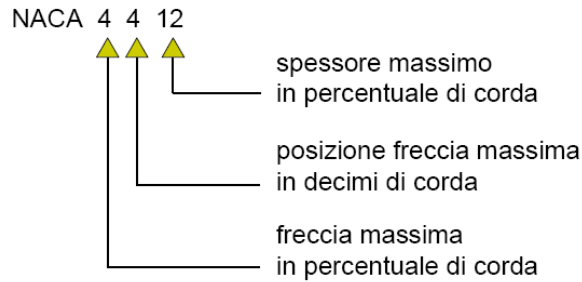 NACA 4 4 12
spessore massimo
in percentuale di corda
posizione freccia massima
in decimi di corda
freccia massima
in percentuale di corda